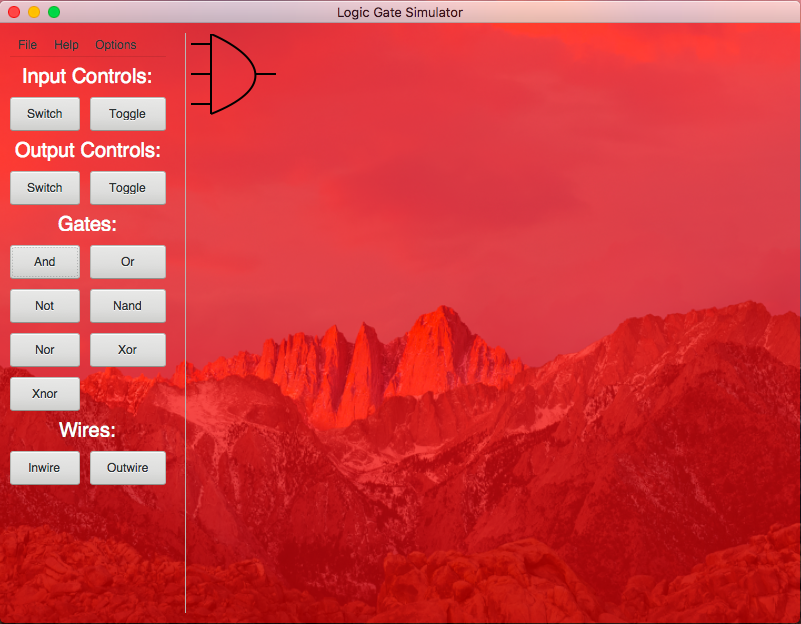 Logic Gate Simulator
File Help Options
Input Controls:
Switch Toggle
Output Controls:
Switch Toggle
Gates:
And Or
Not Nand
Nor Xor
Xnor
Wires:
Inwire Outwire